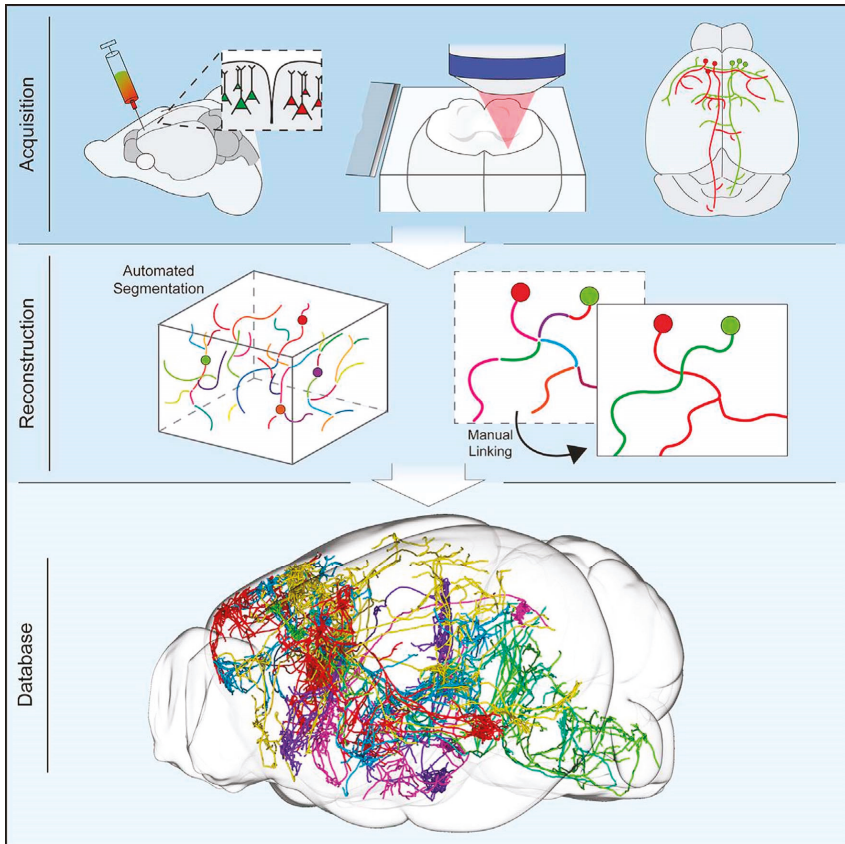 Acquisition
Reconstruction
Automated
Segmentation
Manual
Linking
Database